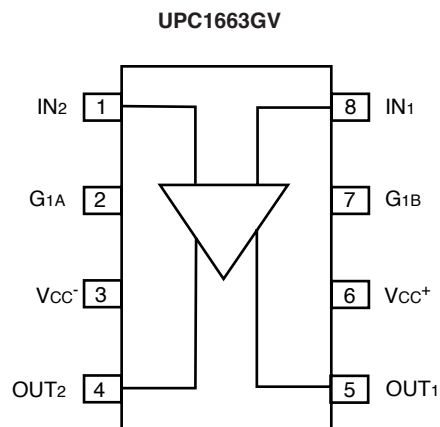 UPC1663GV
IN2 1 8 IN1
G1A 2 7 G1B
VCC- 3 6 VCC+
OUT2 4 5 OUT1